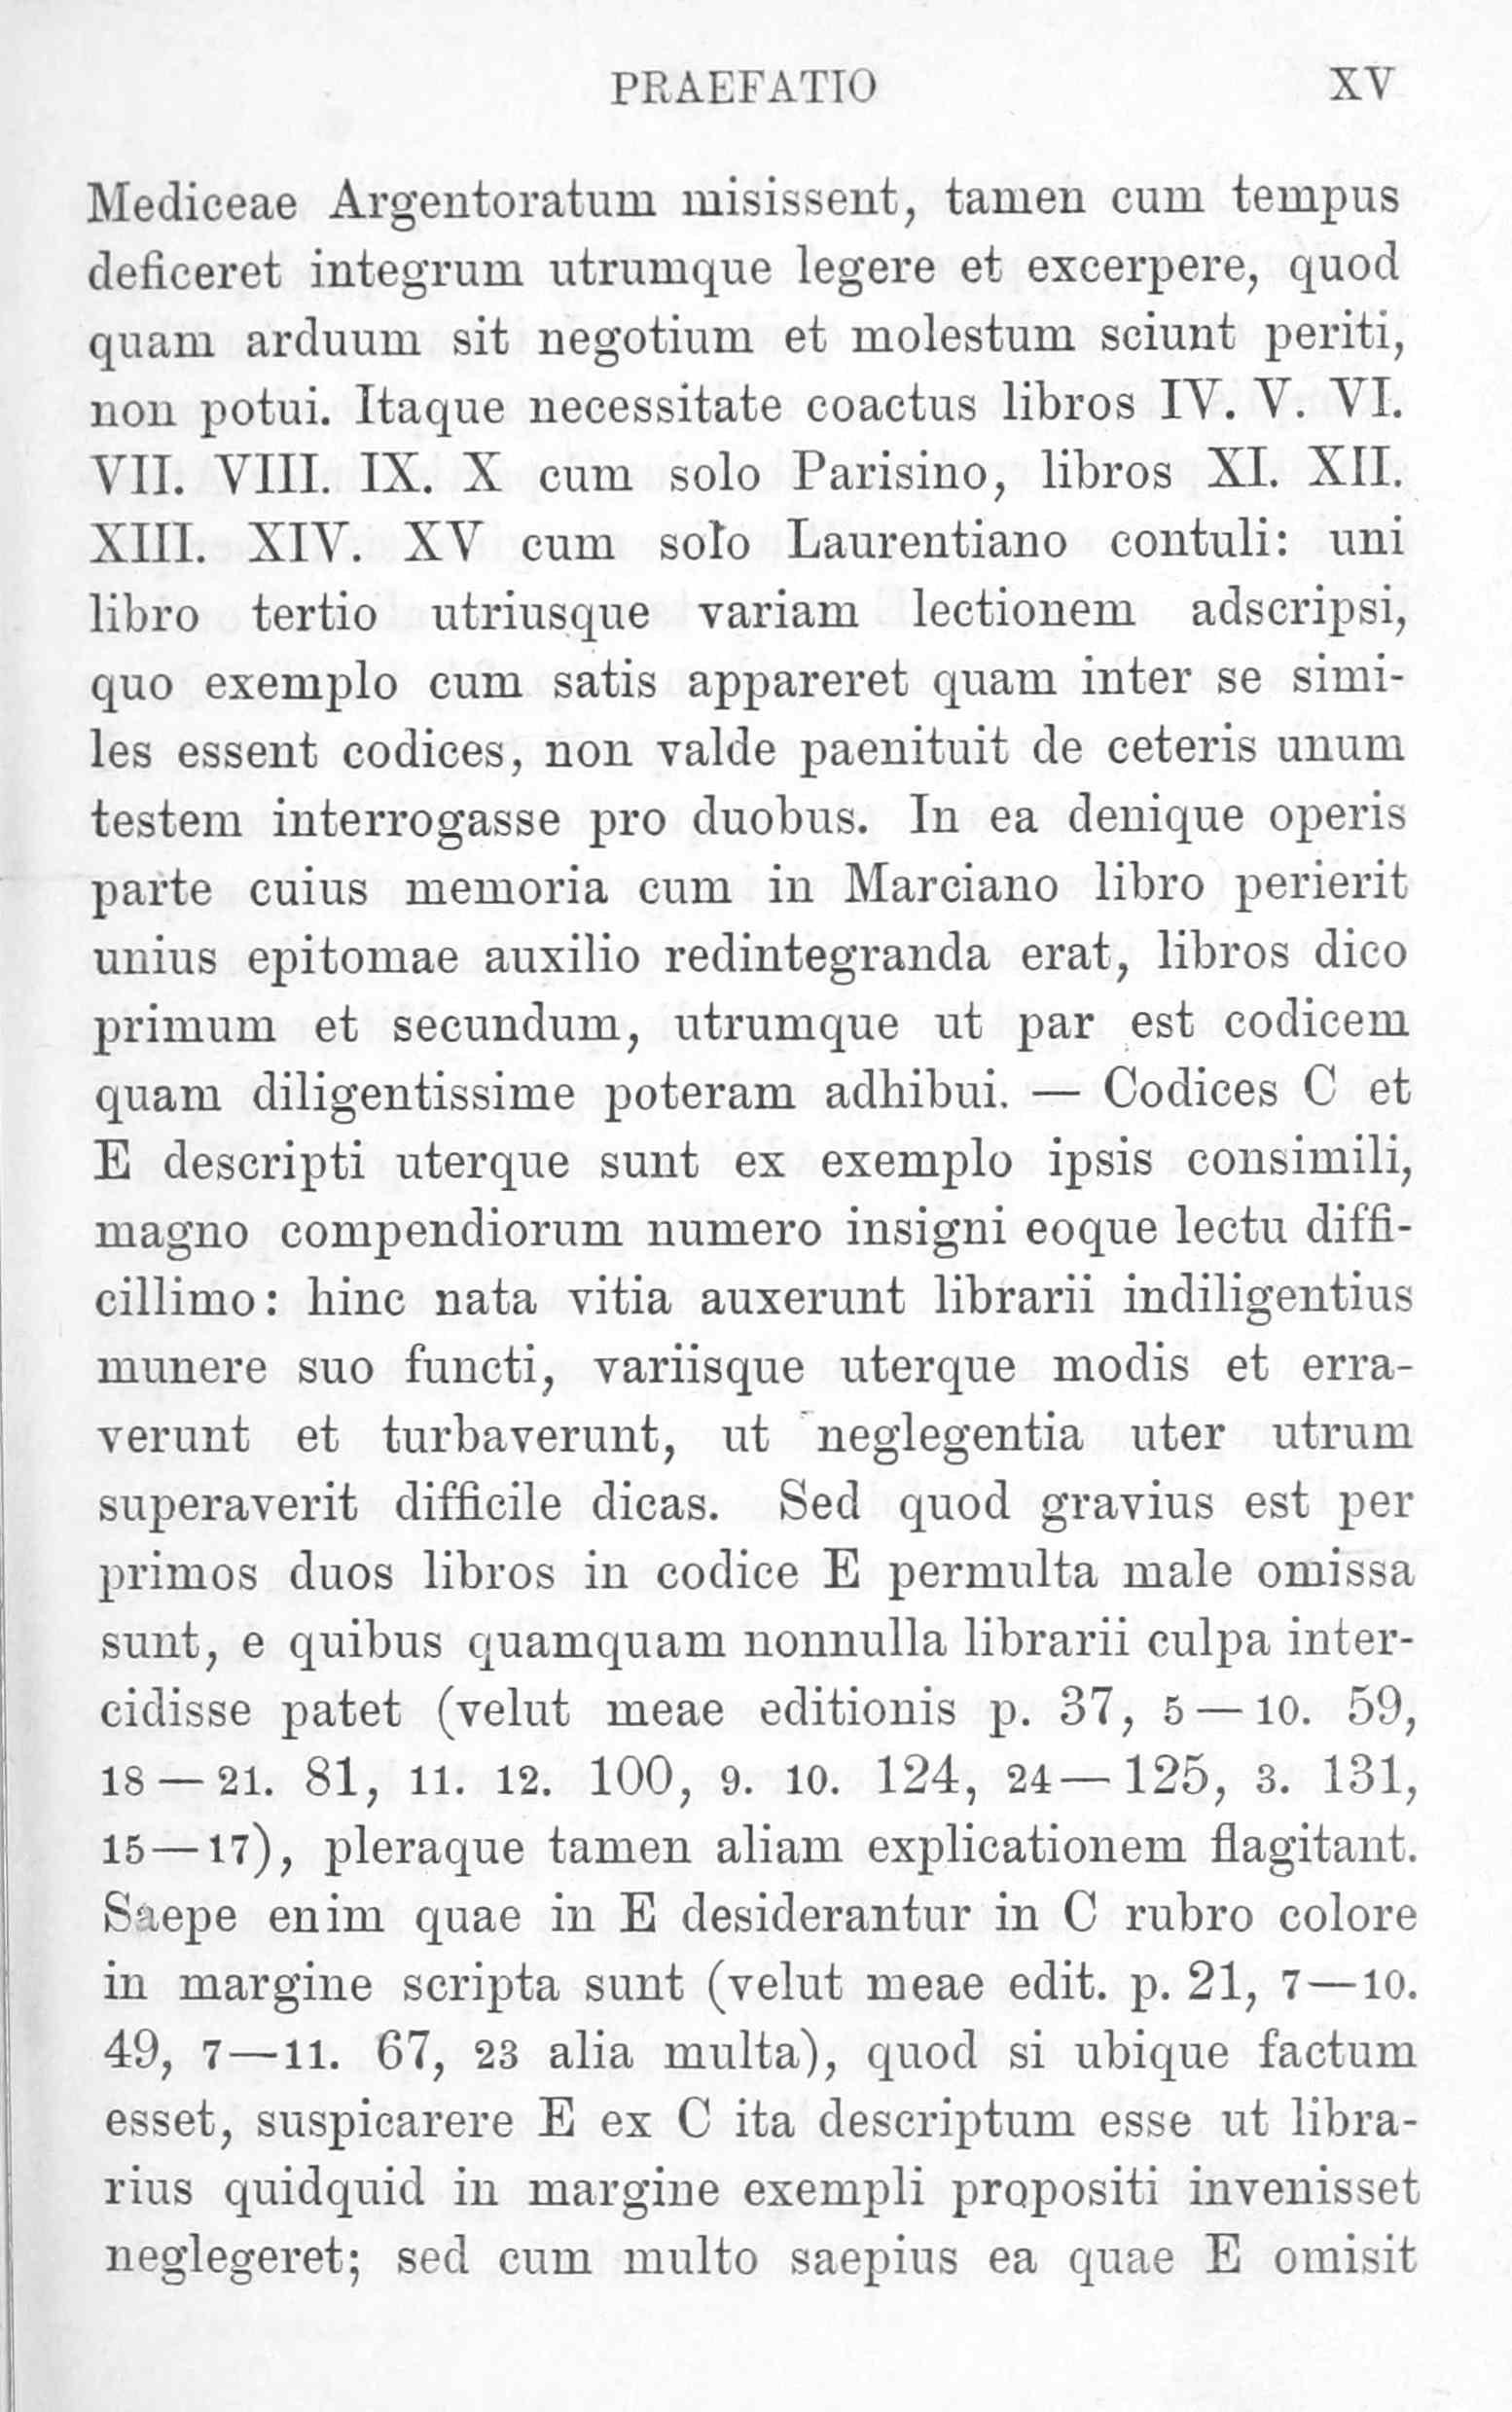 PRAEFATIO XV
Mediceae Argentoratum misissent, tamen cum tempus
deficeret integrum utrumque legere et excerpere, quod
quam arduum sit negotium et molestum sciunt periti,
non potui. Itaque necessitate coactus libros IV. V. VI.
VII. VIII. IX. X cum solo Parisino, libros XI. XII.
XIII. XIV. XV cum solo Laurentiano contuli: uni
libro tertio utriusque variam lectionem adscripsi,
quo exemplo cum satis appareret quam inter se simi-
les essent codices, non valde paenituit de ceteris unum
testem interrogasse pro duobus. In ea denique operis
parte cuius memoria cum in Marciano libro perierit
unius epitomae auxilio redintegranda erat, libros dico
primum et secundum, utrumque ut par est codicem
quam diligentissime poteram adhibui. — Codices C et
E descripti uterque sunt ex exemplo ipsis consimili,
magno compendiorum numero insigni eoque lectu diffi-
cillimo: hinc nata vitia auxerunt librarii indiligentius
munere suo functi, variisque uterque modis et erra-
verunt et turbaverunt, ut neglegentia uter utrum
superaverit difficile dicas. Sed quod gravius est per
primos duos libros in codice E permulta male omissa
sunt, e quibus quamquam nonnulla librarii culpa inter-
cidisse patet (velut meae editionis p. 37, 5—10. 59,
18—21. 81, 11. 12. 100, 9. 10. 124, 24—125, 3. 131,
15—17), pleraque tamen aliam explicationem flagitant.
Saepe enim quae in E desiderantur in C rubro colore
in margine scripta sunt (velut meae edit. p. 21, 7—10.
49, 7—11. 67, 23 alia multa), quod si ubique factum
esset, suspicarere E ex C ita descriptum esse ut libra-
rius quidquid in margine exempli propositi invenisset
neglegeret; sed cum multo saepius ea quae E omisit